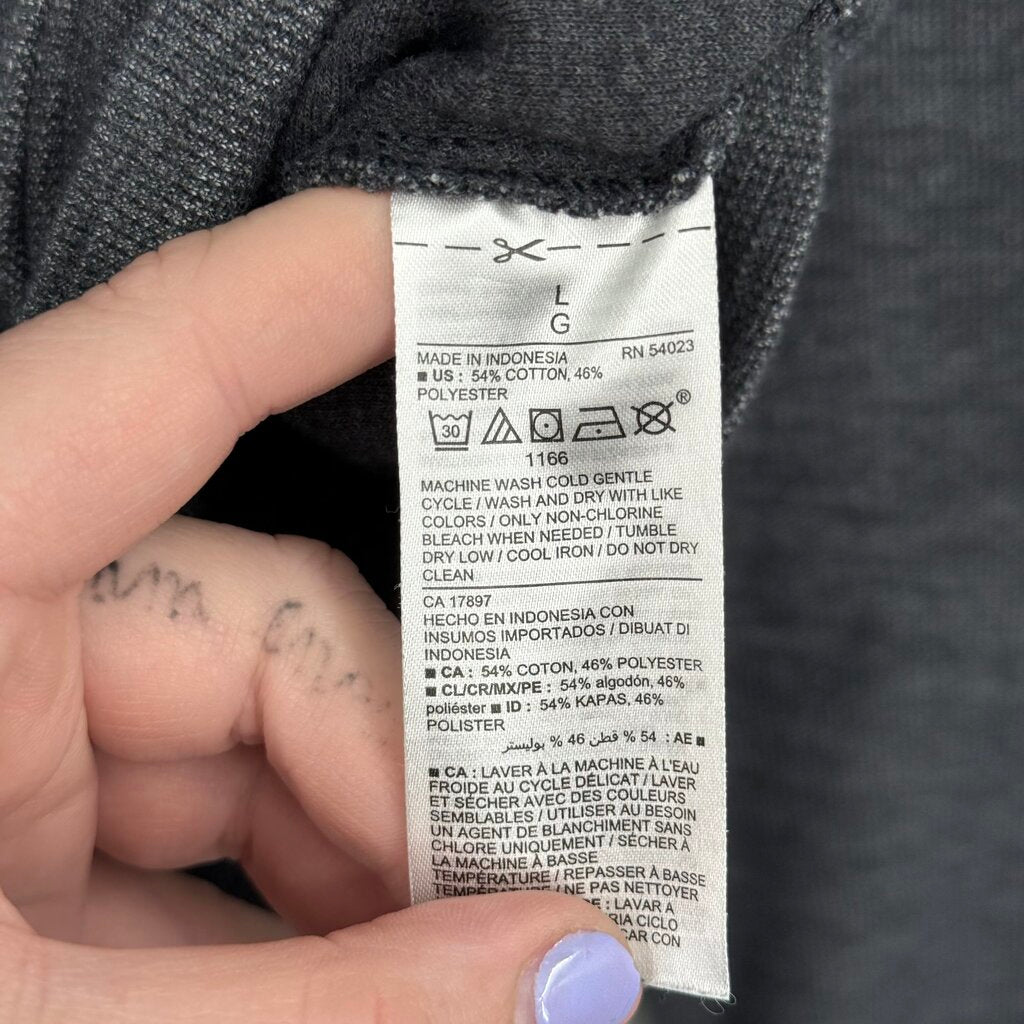 L
G
MADE IN INDONESIA RN 54023
■ US : 54% COTTON, 46%
POLYESTER
30 ®
1166
MACHINE WASH COLD GENTLE
CYCLE / WASH AND DRY WITH LIKE
COLORS / ONLY NON-CHLORINE
BLEACH WHEN NEEDED / TUMBLE
DRY LOW / COOL IRON / DO NOT DRY
CLEAN
CA 17897
HECHO EN INDONESIA CON
INSUMOS IMPORTADOS / DIBUAT DI
INDONESIA
■ CA : 54% COTON, 46% POLYESTER
■ CL/CR/MX/PE : 54% algodón, 46%
poliéster ■ ID : 54% KAPAS, 46%
POLISTER
■ AE : 54 % قطن 46 % بوليستر
■ CA : LAVER À LA MACHINE À L'EAU
FROIDE AU CYCLE DÉLICAT / LAVER
ET SÉCHER AVEC DES COULEURS
SEMBLABLES / UTILISER AU BESOIN
UN AGENT DE BLANCHIMENT SANS
CHLORE UNIQUEMENT / SÉCHER À
LA MACHINE À BASSE
TEMPÉRATURE / REPASSER À BASSE
TEMPÉRATURE / NE PAS NETTOYER
: LAVAR A
CICLO
CON